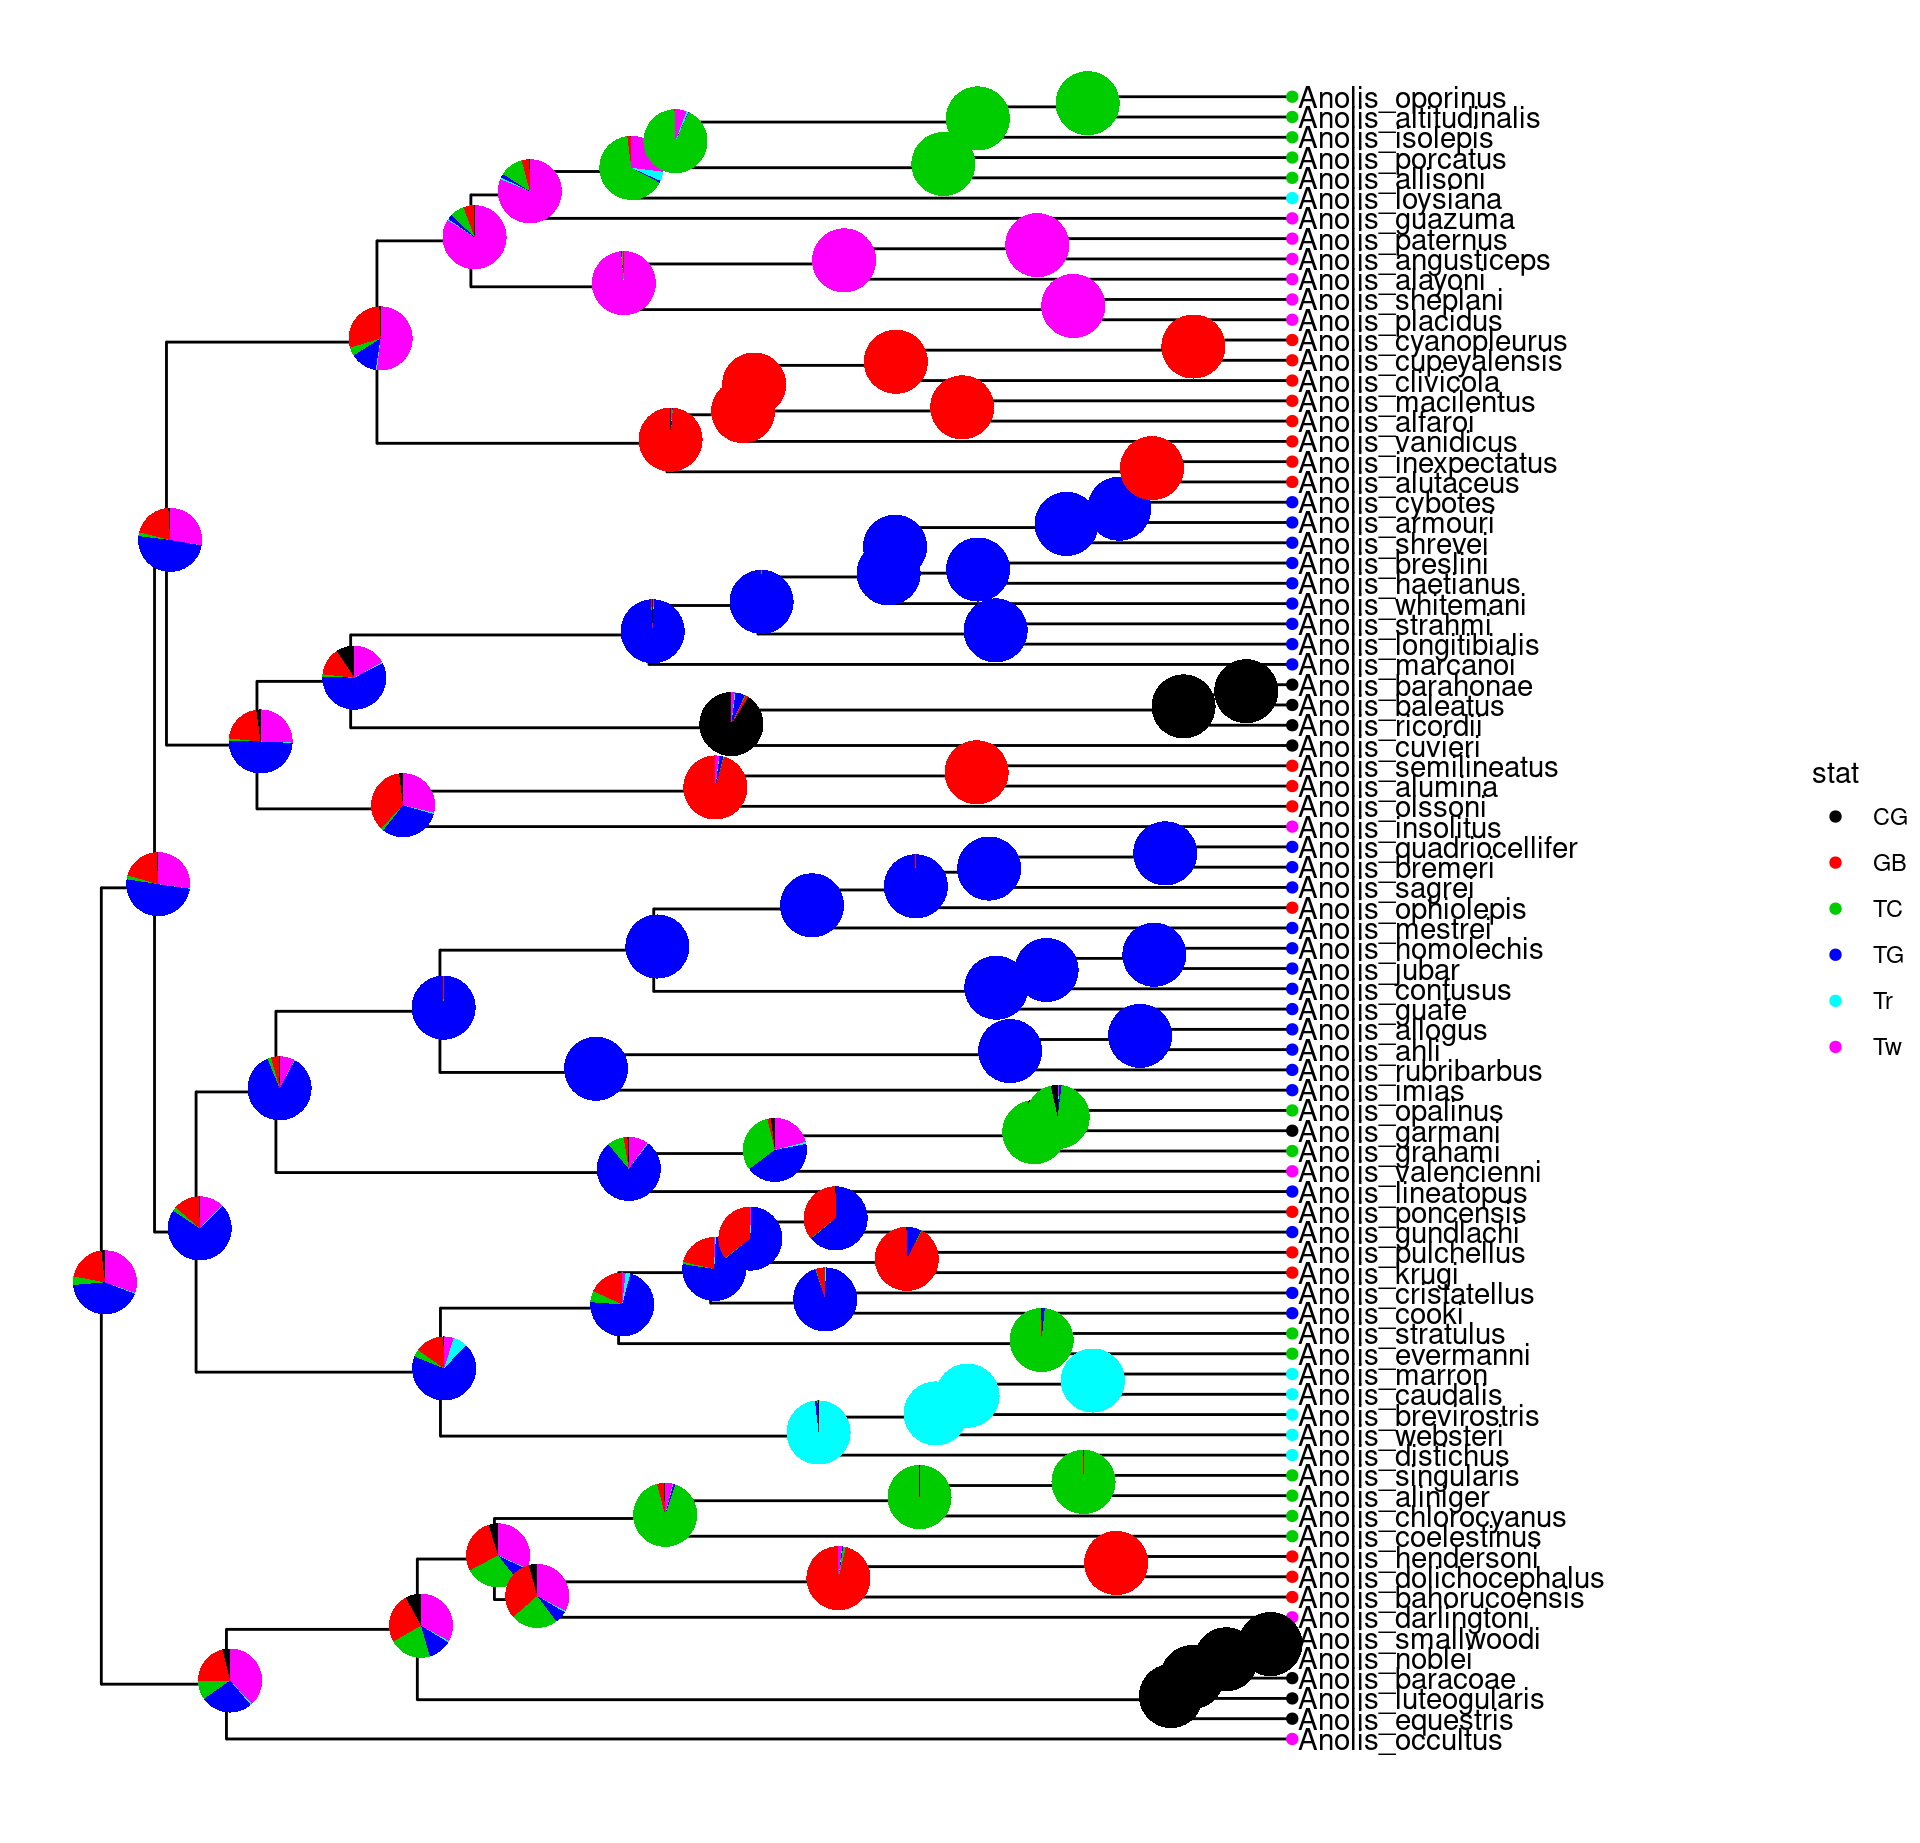 Anolis_oporinus
Anolis_altitudinalis
Anolis_isolepis
Anolis_porcatus
Anolis_allisoni
Anolis_loysiana
Anolis_guazuma
Anolis_paternus
Anolis_angusticeps
Anolis_alayoni
Anolis_sheplani
Anolis_placidus
Anolis_cyanopleurus
Anolis_cupeyalensis
Anolis_clivicola
Anolis_macilentus
Anolis_alfaroi
Anolis_vanidicus
Anolis_inexpectatus
Anolis_alutaceus
Anolis_cybotes
Anolis_armouri
Anolis_shrevei
Anolis_breslini
Anolis_haetianus
Anolis_whitemani
Anolis_strahmi
Anolis_longitibialis
Anolis_marcanoi
Anolis_barahonae
Anolis_baleatus
Anolis_ricordii
Anolis_cuvieri
Anolis_semilineatus
Anolis_alumina
Anolis_olssoni
Anolis_insolitus
Anolis_quadriocellifer
Anolis_bremeri
Anolis_sagrei
Anolis_ophiolepis
Anolis_mestrei
Anolis_homolechis
Anolis_jubar
Anolis_confusus
Anolis_guafe
Anolis_allogus
Anolis_ahli
Anolis_rubribarbus
Anolis_imias
Anolis_opalinus
Anolis_garmani
Anolis_grahami
Anolis_valencienni
Anolis_lineatopus
Anolis_poncensis
Anolis_gundlachi
Anolis_pulchellus
Anolis_krugi
Anolis_cristatellus
Anolis_cooki
Anolis_stratulus
Anolis_evermanni
Anolis_marron
Anolis_caudalis
Anolis_brevirostris
Anolis_websteri
Anolis_distichus
Anolis_singularis
Anolis_aliniger
Anolis_chlorocyanus
Anolis_coelestinus
Anolis_hendersoni
Anolis_dolichocephalus
Anolis_bahorucoensis
Anolis_darlingtoni
Anolis_smallwoodi
Anolis_noblei
Anolis_baracoae
Anolis_luteogularis
Anolis_equestris
Anolis_occultus
stat
CG
GB
TC
TG
Tr
Tw